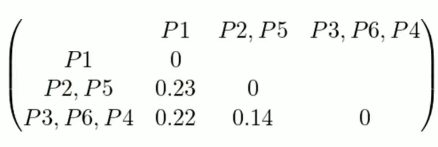 P1 P2, P5 P3, P6, P4
P1 0
P2, P5 0.23 0
P3, P6, P4 0.22 0.14 0